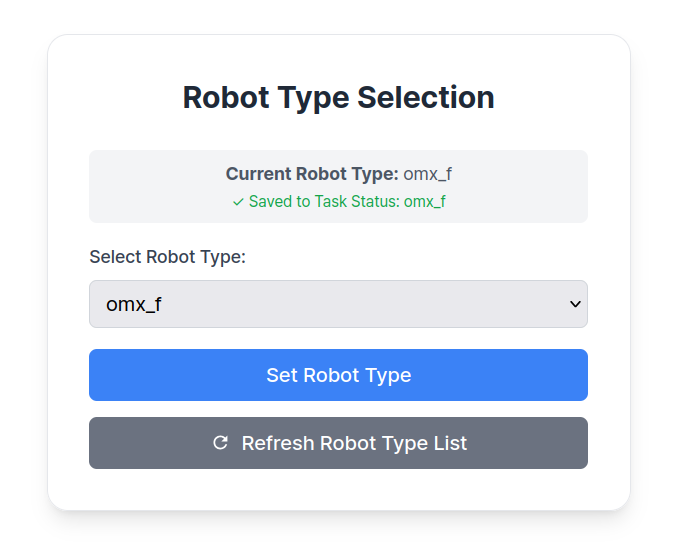 Robot Type Selection
Current Robot Type: omx_f
✓ Saved to Task Status: omx_f
Select Robot Type:
omx_f
Set Robot Type
Refresh Robot Type List